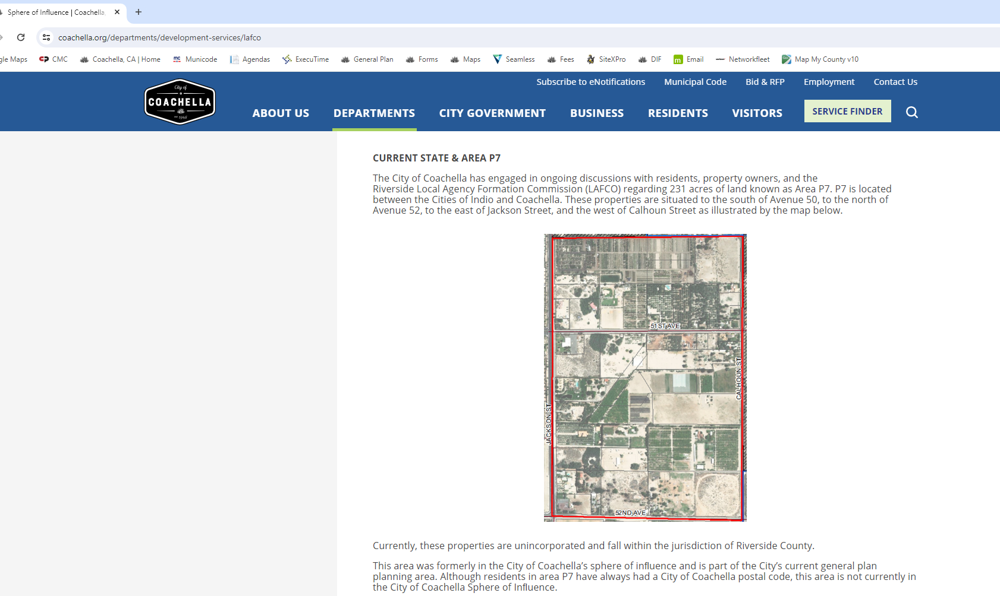 Sphere of Influence | Coachella,
coachella.org/departments/development-services/lafco
gle Maps
CMC
Coachella, CA | Home
Municode
Agendas
ExecuTime
General Plan
Forms
Maps
Seamless
Fees
SiteXPro
DIF
Email
Networkfleet
Map My County v10
Subscribe to eNotifications
Municipal Code
Bid & RFP
Employment
Contact Us
City of
COACHELLA
est. 1946
ABOUT US
DEPARTMENTS
CITY GOVERNMENT
BUSINESS
RESIDENTS
VISITORS
SERVICE FINDER
CURRENT STATE & AREA P7
The City of Coachella has engaged in ongoing discussions with residents, property owners, and the
Riverside Local Agency Formation Commission (LAFCO) regarding 231 acres of land known as Area P7. P7 is located
between the Cities of Indio and Coachella. These properties are situated to the south of Avenue 50, to the north of
Avenue 52, to the east of Jackson Street, and the west of Calhoun Street as illustrated by the map below.
51ST AVE
CALHOUN ST
JACKSON ST
52ND AVE
Currently, these properties are unincorporated and fall within the jurisdiction of Riverside County.
This area was formerly in the City of Coachella's sphere of influence and is part of the City's current general plan
planning area. Although residents in area P7 have always had a City of Coachella postal code, this area is not currently in
the City of Coachella Sphere of Influence.